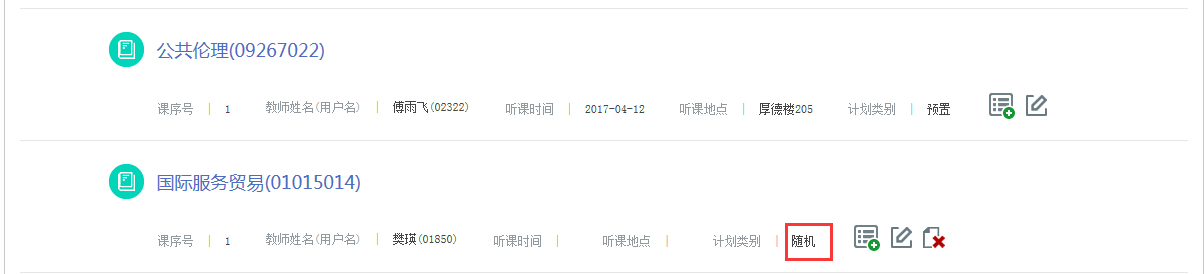 公共伦理(09267022)
课序号 | 1 教师姓名(用户名) | 傅雨飞(02322) 听课时间 | 2017-04-12 听课地点 | 厚德楼205 计划类别 | 预置
国际服务贸易(01015014)
课序号 | 1 教师姓名(用户名) | 樊瑛(01850) 听课时间 | 听课地点 | 计划类别 | 随机